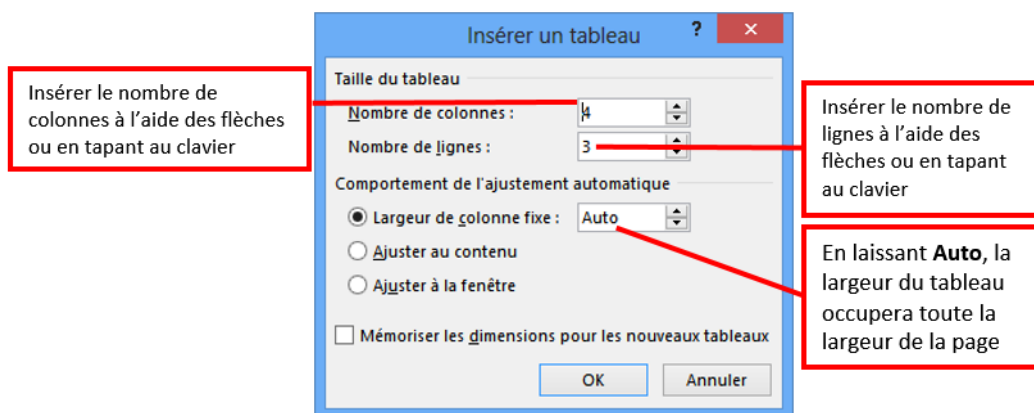 Insérer un tableau ?
Taille du tableau
Insérer le nombre de
colonnes à l'aide des flèches
ou en tapant au clavier
Nombre de colonnes : 4
Nombre de lignes : 3
Insérer le nombre de
lignes à l'aide des
flèches ou en tapant
au clavier
Comportement de l'ajustement automatique
Largeur de colonne fixe : Auto
Ajuster au contenu
Ajuster à la fenêtre
En laissant Auto, la
largeur du tableau
occupera toute la
largeur de la page
Mémoriser les dimensions pour les nouveaux tableaux
OK Annuler